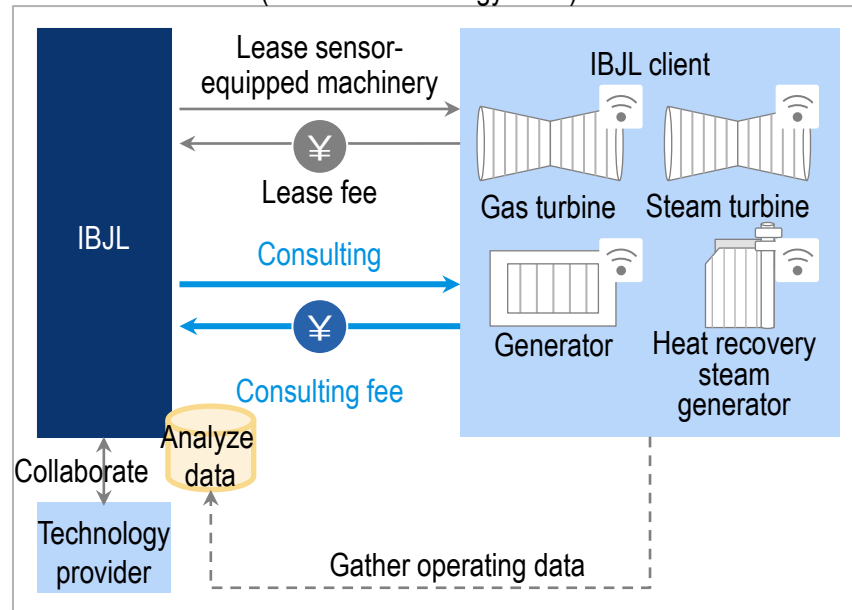 Lease sensor-
equipped machinery
¥
Lease fee
IBJL
Consulting
¥
Consulting fee
IBJL client
Gas turbine
Steam turbine
Generator
Heat recovery
steam
generator
Analyze
data
Collaborate
Technology
provider
Gather operating data